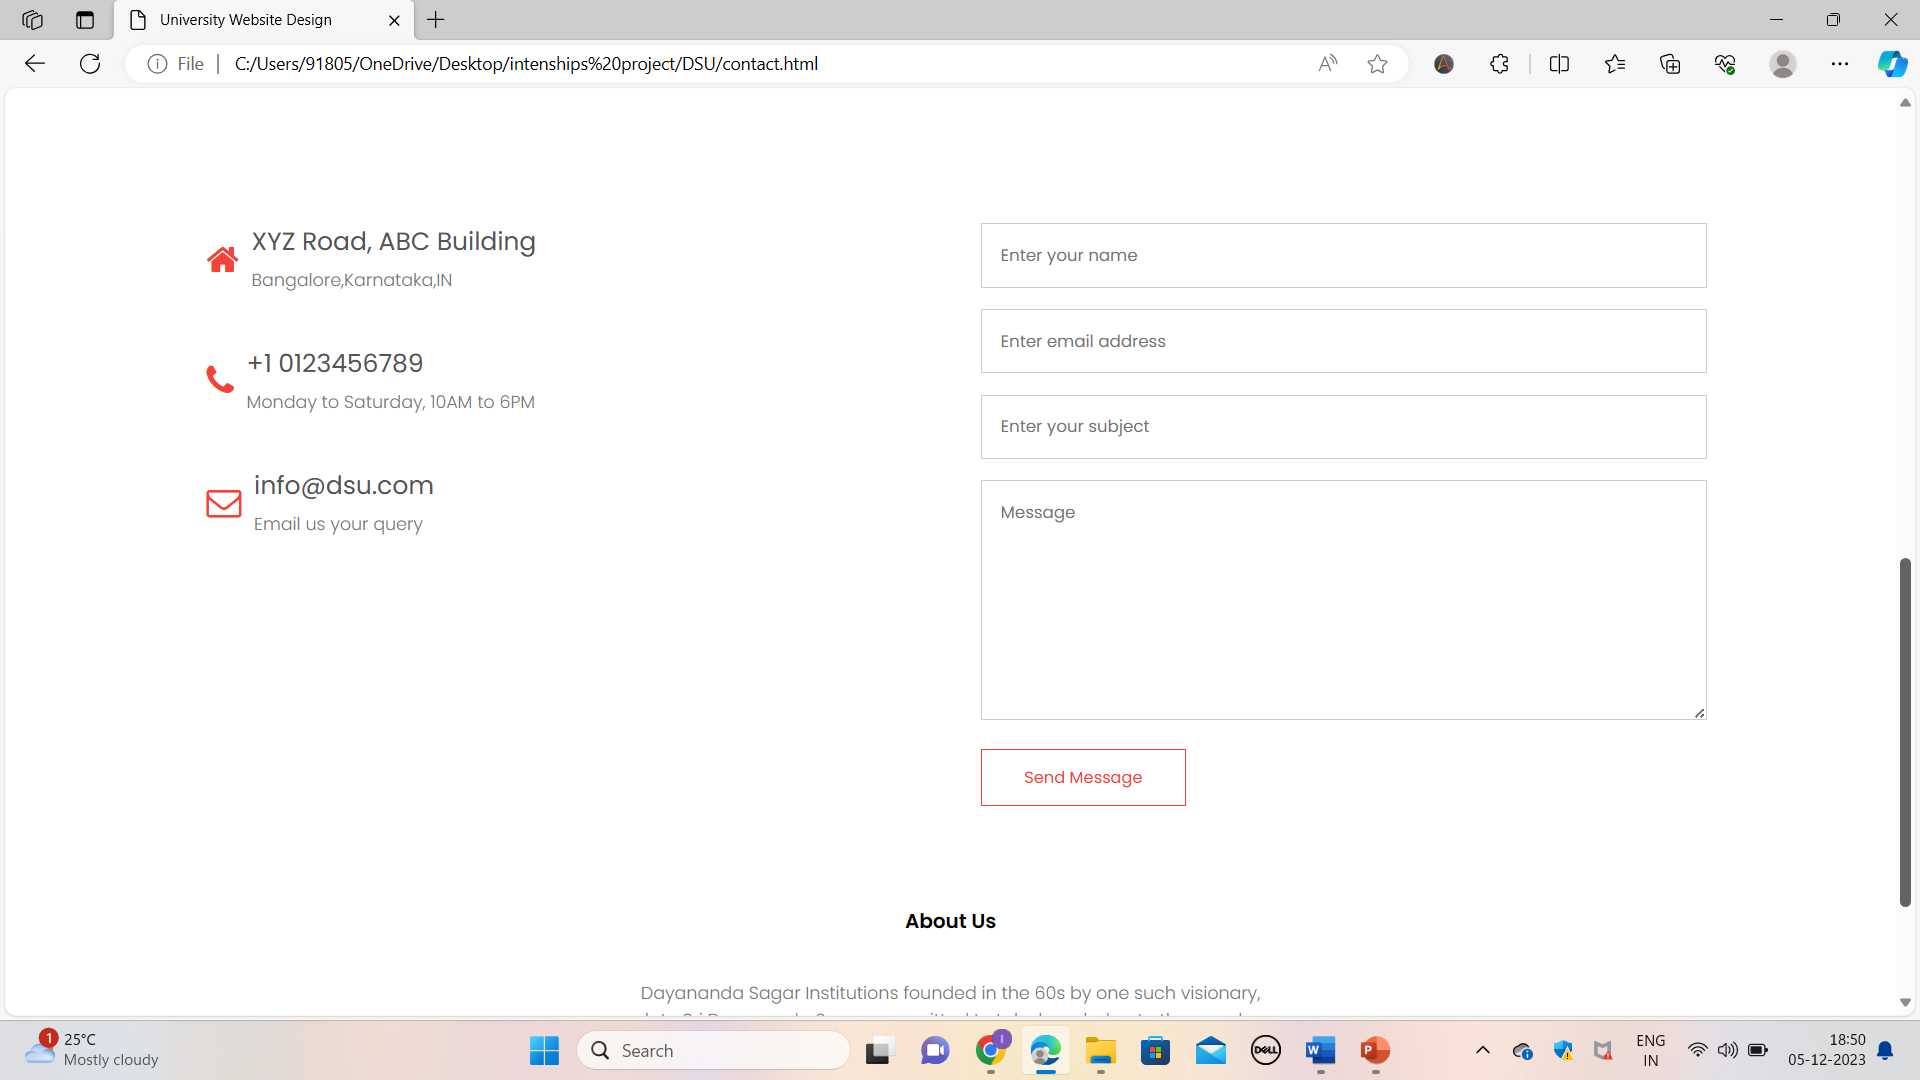 University Website Design
File
C:/Users/91805/OneDrive/Desktop/intenships%20project/DSU/contact.html
XYZ Road, ABC Building
Bangalore,Karnataka,IN
+1 0123456789
Monday to Saturday, 10AM to 6PM
info@dsu.com
Email us your query
Enter your name
Enter email address
Enter your subject
Message
Send Message
About Us
Dayananda Sagar Institutions founded in the 60s by one such visionary,
1
25°C
Mostly cloudy
Search
I
DELL
W
P
ENG
IN
18:50
05-12-2023